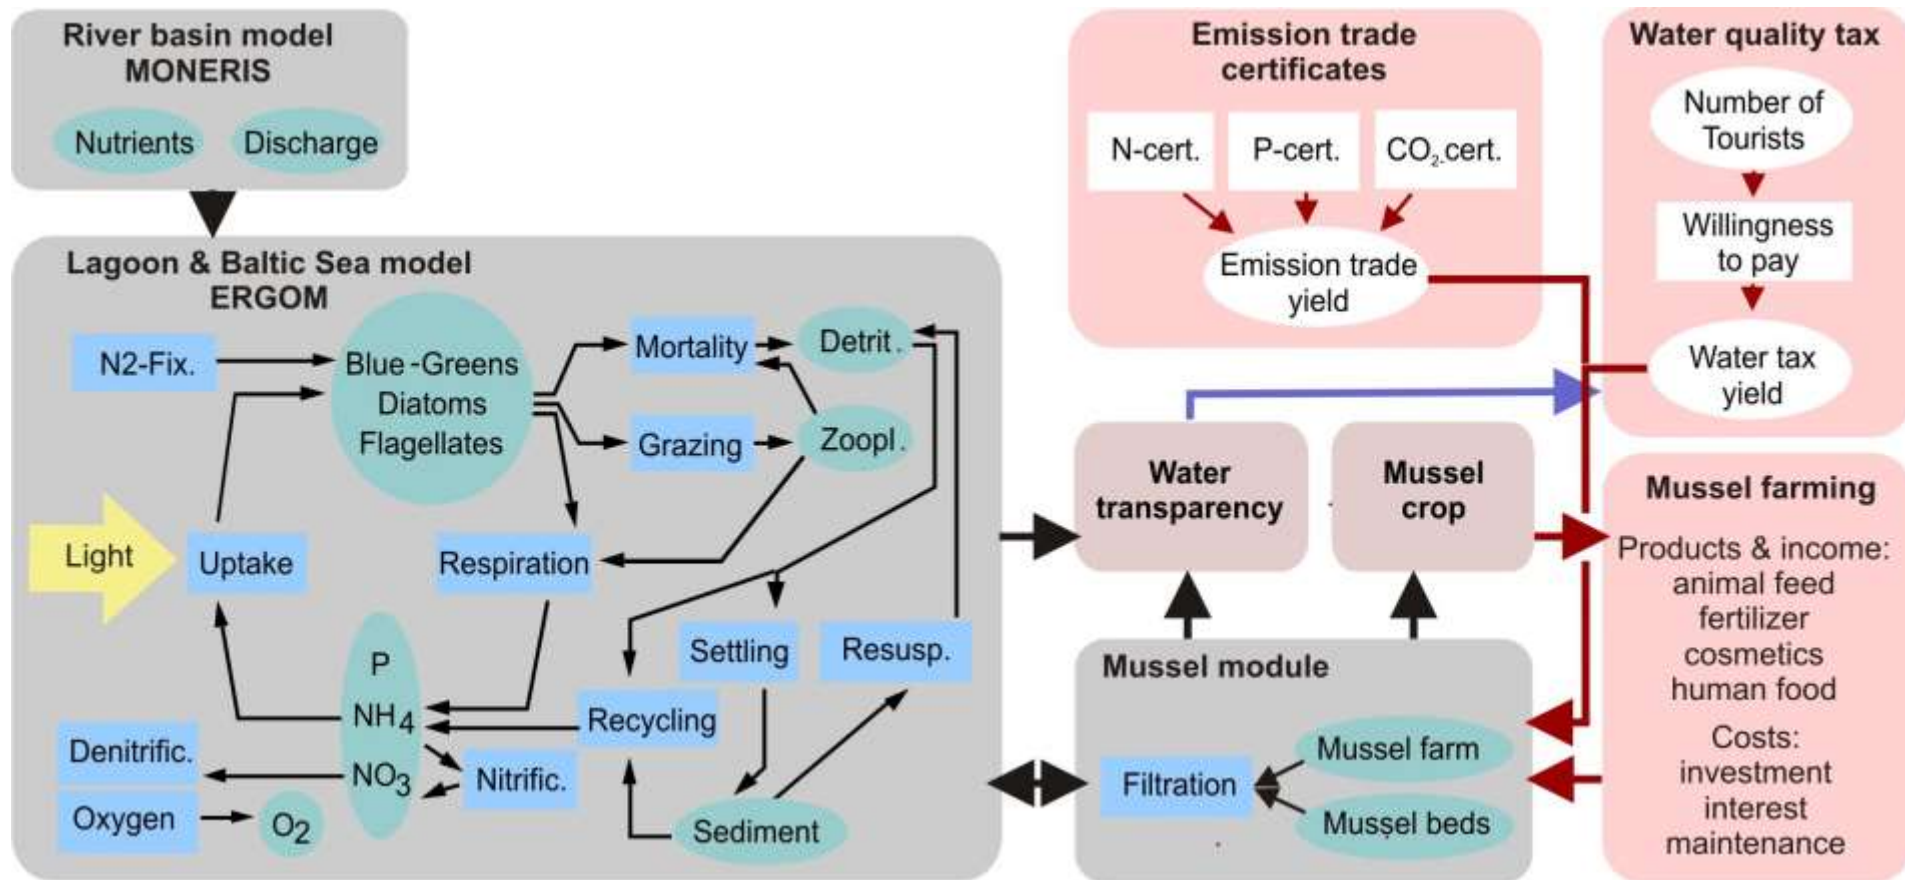 River basin model
MONERIS
Nutrients
Discharge
Lagoon & Baltic Sea model
ERGOM
N2-Fix.
Blue-Greens
Diatoms
Flagellates
Mortality
Detrit.
Grazing
Zoopl.
Light
Uptake
Respiration
P
NH4
NO3
Settling
Resusp.
Recycling
Denitrific.
Nitrific.
Oxygen
O2
Sediment
Emission trade
certificates
N-cert.
P-cert.
CO2-cert.
Emission trade
yield
Water quality tax
Number of
Tourists
Willingness
to pay
Water tax
yield
Water
transparency
Mussel
crop
Mussel module
Filtration
Mussel farm
Mussel beds
Mussel farming
Products & income:
animal feed
fertilizer
cosmetics
human food
Costs:
investment
interest
maintenance